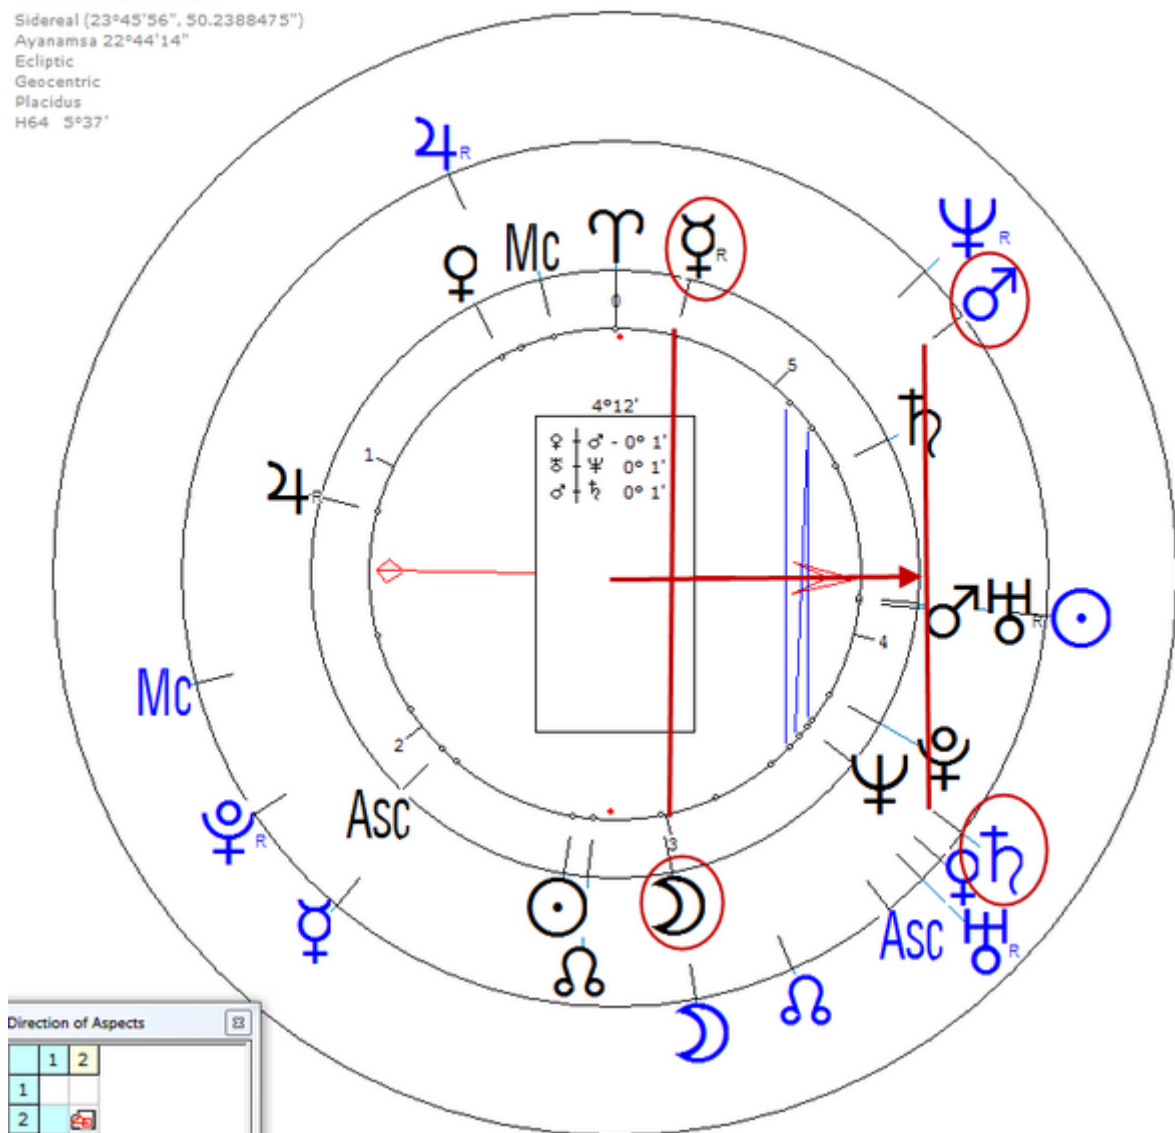 Sidereal (23°45'56", 50.2388475")
Ayanamsa 22°44'14"
Ecliptic
Geocentric
Placidus
H64 5°37'
♃R
♆R
♂
♀
Mc
♈
☿R
0
5
♄
4°12'
♀ ♂ - 0° 1'
♅ ♆ 0° 1'
♂ ♄ 0° 1'
1
♃R
♂
♅R
☉
4
Mc
2
♆
♇
Asc
♇R
3
♀
♄
☿
☉
☽
Asc
♅R
☊
☽
☊
Direction of Aspects
1 2
1
2